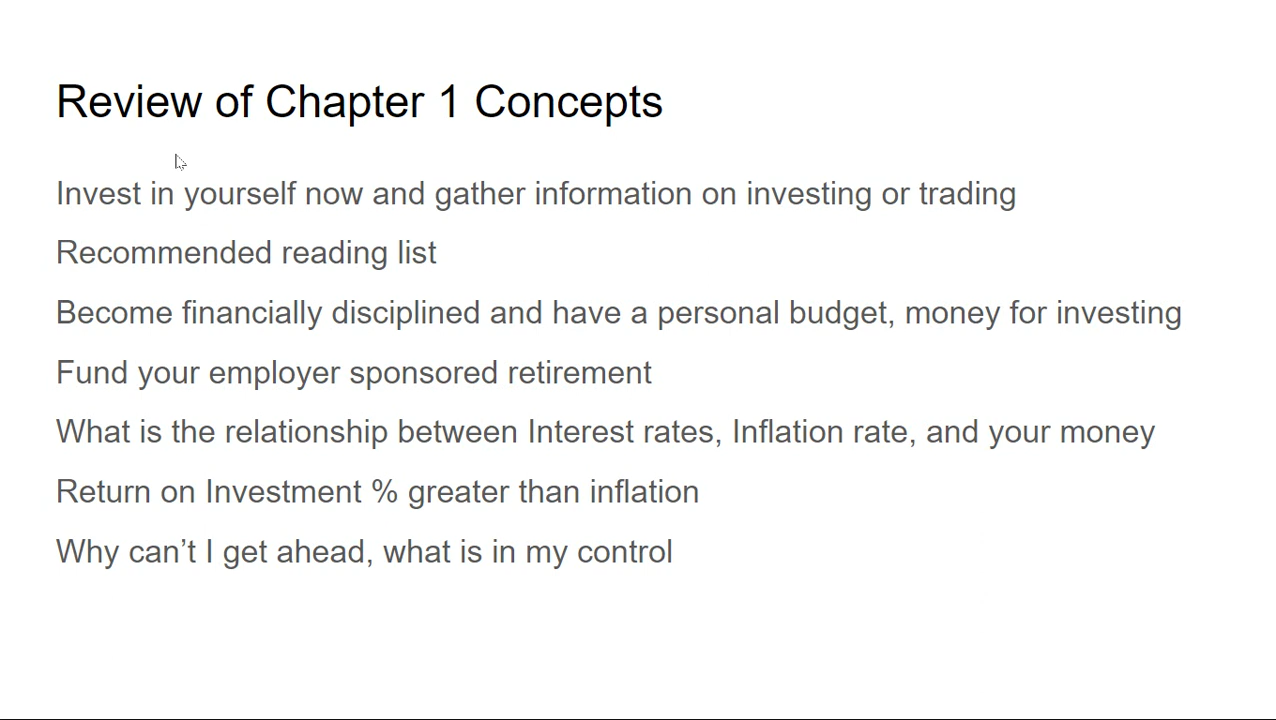 Review of Chapter 1 Concepts
Invest in yourself now and gather information on investing or trading
Recommended reading list
Become financially disciplined and have a personal budget, money for investing
Fund your employer sponsored retirement
What is the relationship between Interest rates, Inflation rate, and your money
Return on Investment % greater than inflation
Why can’t I get ahead, what is in my control